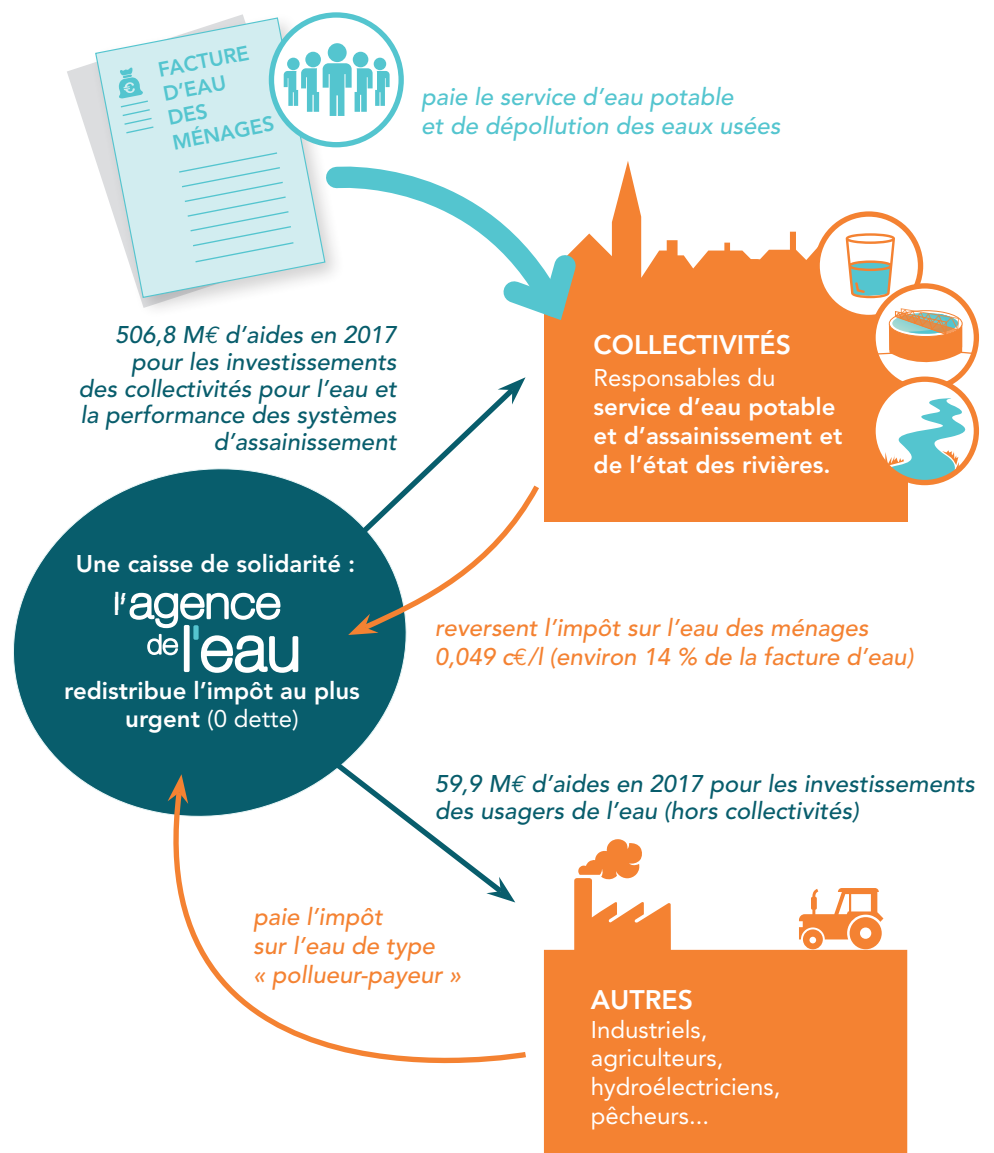 FACTURE
D'EAU
DES
MÉNAGES
€
paie le service d'eau potable
et de dépollution des eaux usées
506,8 M€ d'aides en 2017
pour les investissements
des collectivités pour l'eau et
la performance des systèmes
d'assainissement
COLLECTIVITÉS
Responsables du
service d'eau potable
et d'assainissement et
de l'état des rivières.
Une caisse de solidarité :
l'agence
de l'eau
redistribue l'impôt au plus
urgent (0 dette)
reversent l'impôt sur l'eau des ménages
0,049 c€/l (environ 14 % de la facture d'eau)
59,9 M€ d'aides en 2017 pour les investissements
des usagers de l'eau (hors collectivités)
paie l'impôt
sur l'eau de type
« pollueur-payeur »
AUTRES
Industriels,
agriculteurs,
hydroélectriciens,
pêcheurs...